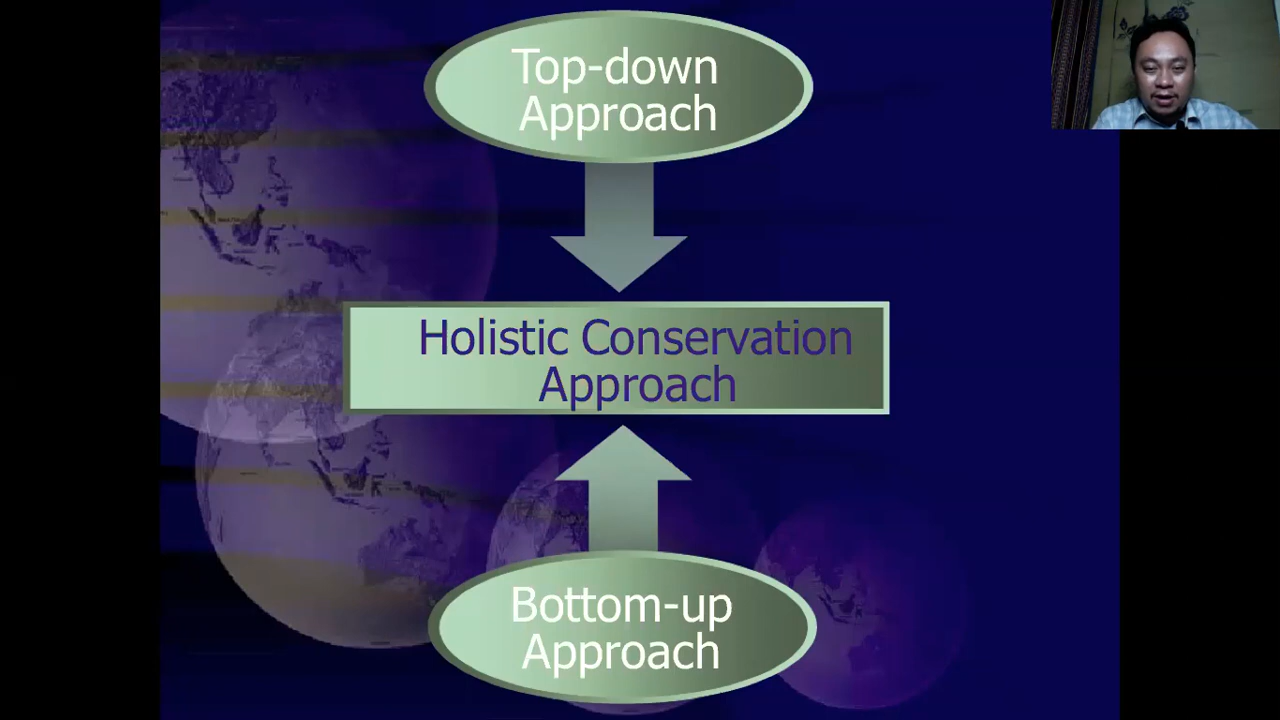 Top-down
Approach
Holistic Conservation
Approach
Bottom-up
Approach